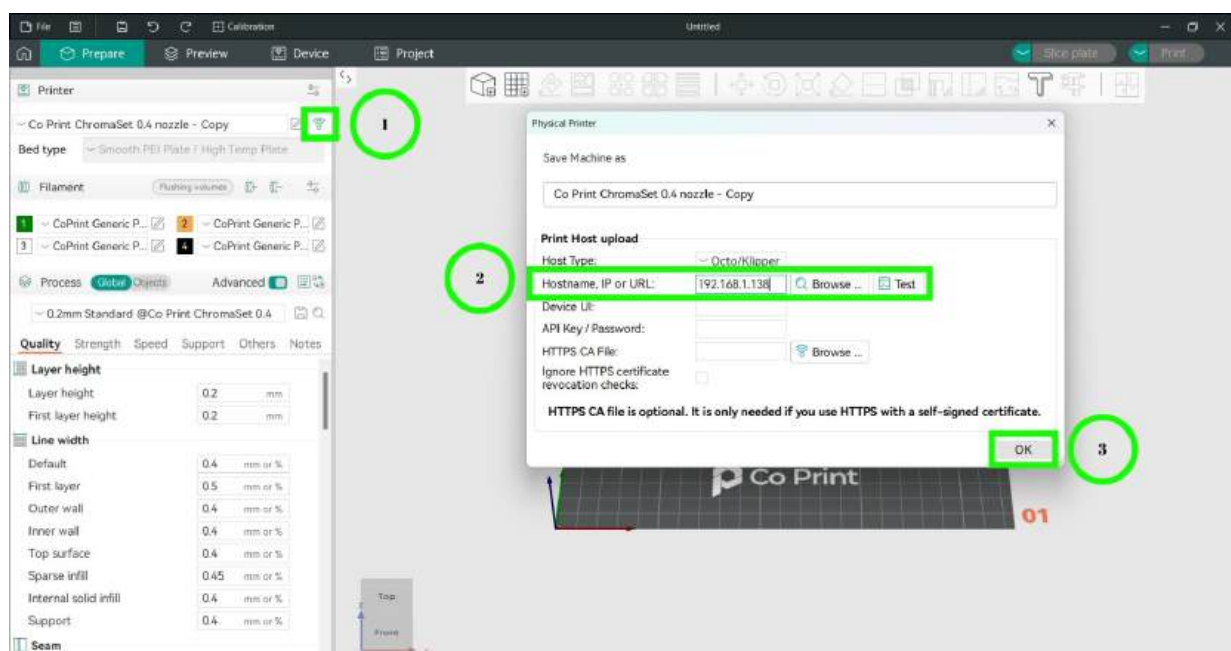 File Calibration Untitled
Prepare Preview Device Project Slice plate Print
Printer
Co Print ChromaSet 0.4 nozzle - Copy
1
Bed type Smooth PEI Plate / High Temp Plate
Filament Flushing volumes
1 CoPrint Generic P... 2 CoPrint Generic P...
3 CoPrint Generic P... 4 CoPrint Generic P...
Process Global Objects Advanced
0.2mm Standard @Co Print ChromaSet 0.4
Quality Strength Speed Support Others Notes
Layer height
Layer height 0.2 mm
First layer height 0.2 mm
Line width
Default 0.4 mm or %
First layer 0.5 mm or %
Outer wall 0.4 mm or %
Inner wall 0.4 mm or %
Top surface 0.4 mm or %
Sparse infill 0.45 mm or %
Internal solid infill 0.4 mm or %
Support 0.4 mm or %
Seam
Physical Printer
Save Machine as
Co Print ChromaSet 0.4 nozzle - Copy
Print Host upload
Host Type: Octo/Klipper
2
Hostname, IP or URL: 192.168.1.138 Browse ... Test
Device UI:
API Key / Password:
HTTPS CA File: Browse ...
Ignore HTTPS certificate
revocation checks:
HTTPS CA file is optional. It is only needed if you use HTTPS with a self-signed certificate.
OK 3
Co Print
01
Top
Front